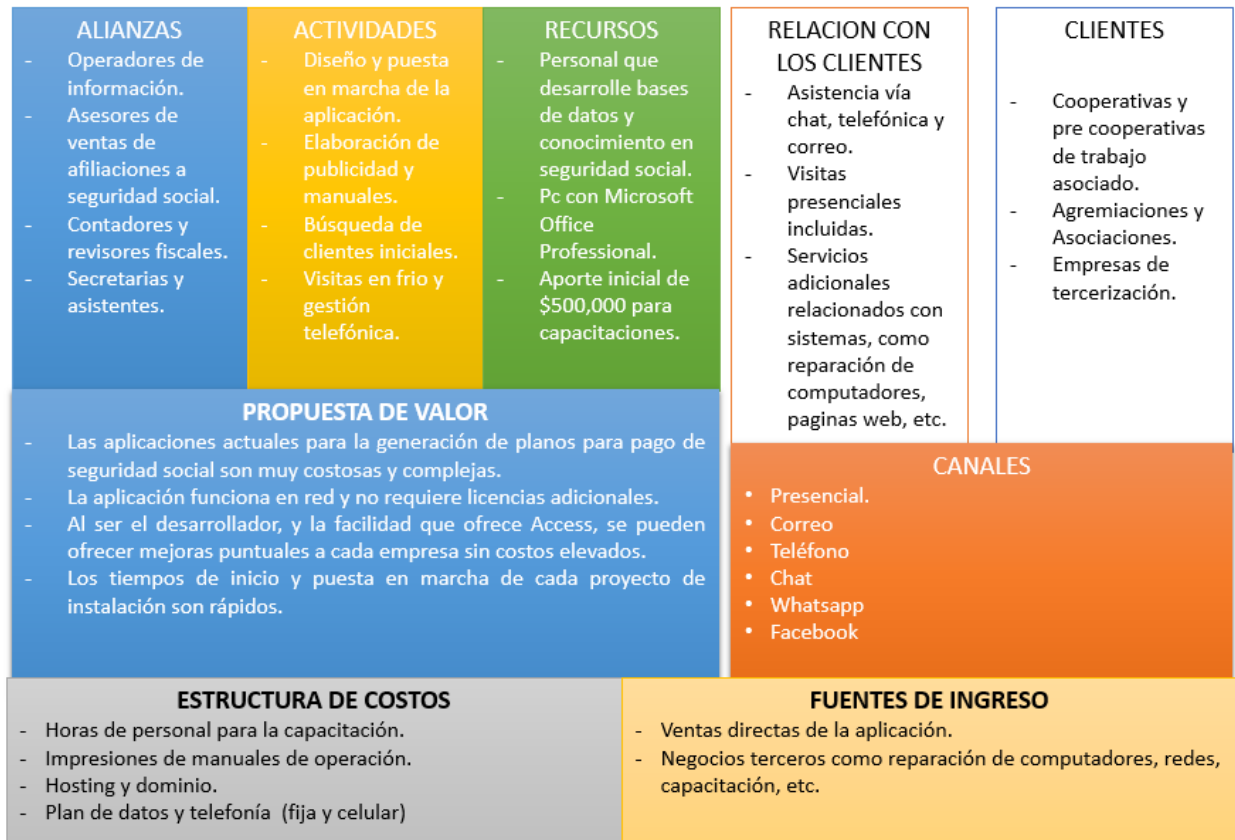 ALIANZAS
- Operadores de
información.
- Asesores de
ventas de
afiliaciones a
seguridad social.
- Contadores y
revisores fiscales.
- Secretarias y
asistentes.
ACTIVIDADES
- Diseño y puesta
en marcha de la
aplicación.
- Elaboración de
publicidad y
manuales.
- Búsqueda de
clientes iniciales.
- Visitas en frio y
gestión
telefónica.
RECURSOS
- Personal que
desarrolle bases
de datos y
conocimiento en
seguridad social.
- Pc con Microsoft
Office
Professional.
- Aporte inicial de
$500,000 para
capacitaciones.
RELACION CON
LOS CLIENTES
- Asistencia vía
chat, telefónica y
correo.
- Visitas
presenciales
incluidas.
- Servicios
adicionales
relacionados con
sistemas, como
reparación de
computadores,
paginas web, etc.
CLIENTES
- Cooperativas y
pre cooperativas
de trabajo
asociado.
- Agremiaciones y
Asociaciones.
- Empresas de
tercerización.
PROPUESTA DE VALOR
- Las aplicaciones actuales para la generación de planos para pago de
seguridad social son muy costosas y complejas.
- La aplicación funciona en red y no requiere licencias adicionales.
- Al ser el desarrollador, y la facilidad que ofrece Access, se pueden
ofrecer mejoras puntuales a cada empresa sin costos elevados.
- Los tiempos de inicio y puesta en marcha de cada proyecto de
instalación son rápidos.
CANALES
• Presencial.
• Correo
• Teléfono
• Chat
• Whatsapp
• Facebook
ESTRUCTURA DE COSTOS
- Horas de personal para la capacitación.
- Impresiones de manuales de operación.
- Hosting y dominio.
- Plan de datos y telefonía (fija y celular)
FUENTES DE INGRESO
- Ventas directas de la aplicación.
- Negocios terceros como reparación de computadores, redes,
capacitación, etc.